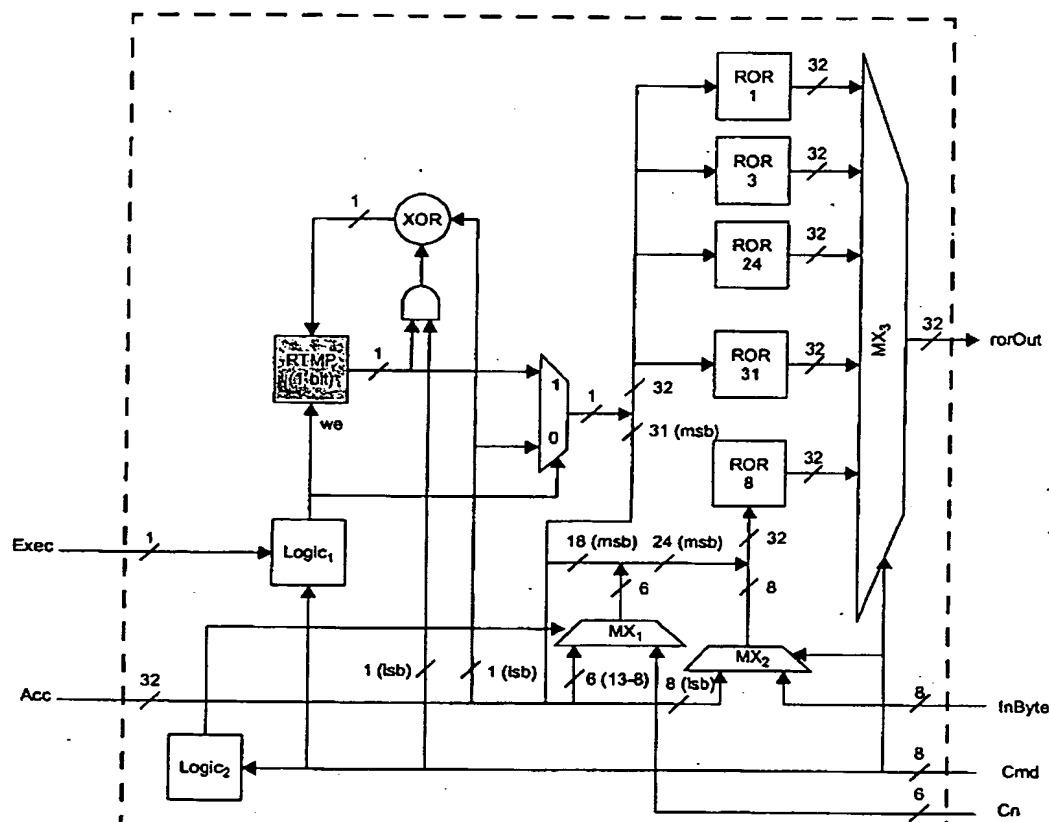 32
ROR
1
32
ROR
3
32
ROR
24
32
ROR
31
32
ROR
8
MX3
32
rorOut
1
XOR
RTMP
(1-bit)
1
we
1
0
1
32
31 (msb)
Exec
1
Logic1
18 (msb)
24 (msb)
32
6
8
MX1
MX2
1 (lsb)
1 (lsb)
6 (13-8)
8 (lsb)
Acc
32
8
InByte
Logic2
8
Cmd
6
Cn